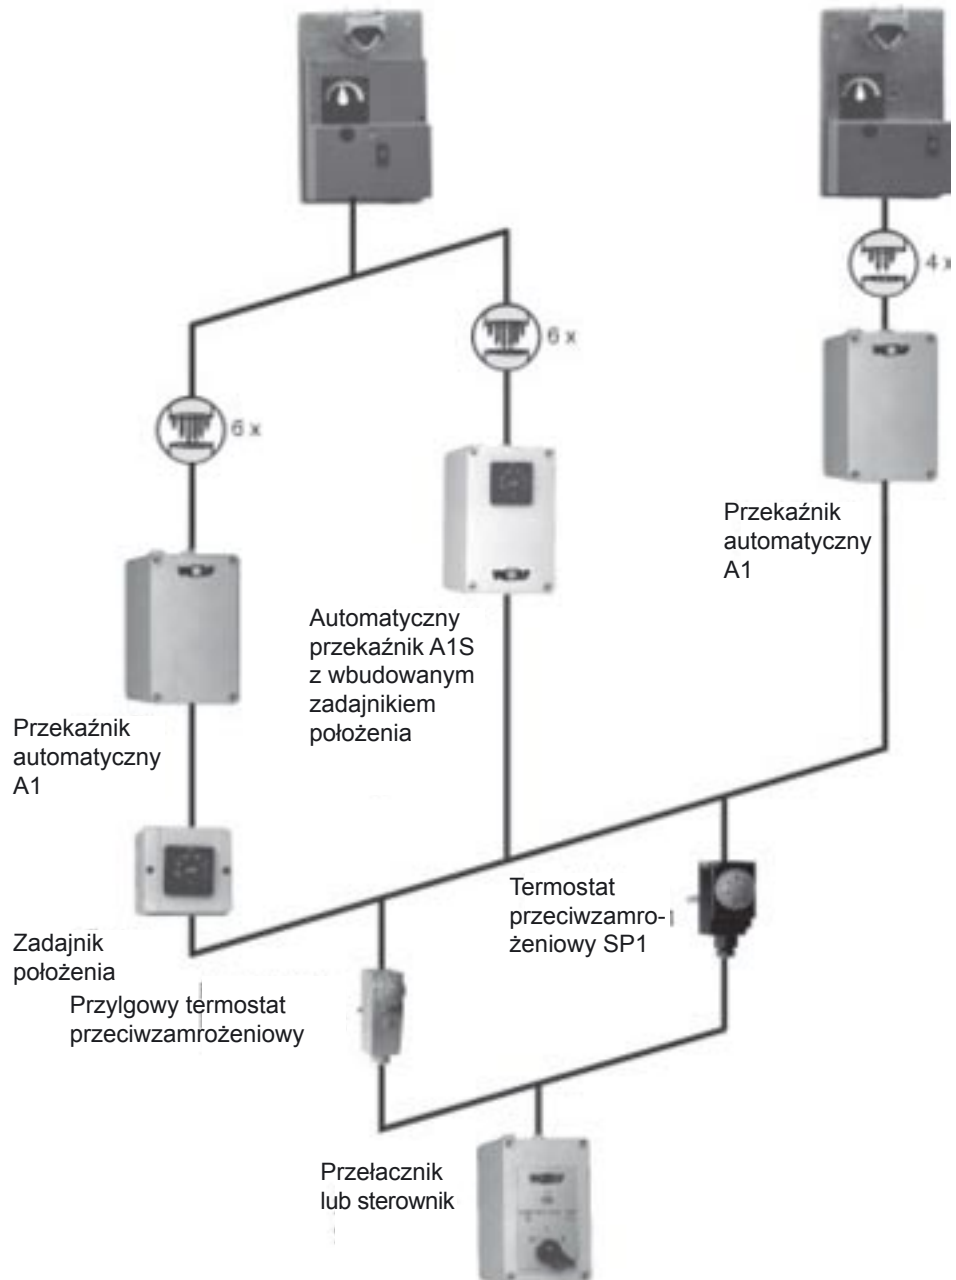 4 x
6 x
6 x
Przekaźnik
automatyczny
A1
Automatyczny
przekaźnik A1S
z wbudowanym
zadajnikiem
położenia
Przekaźnik
automatyczny
A1
Termostat
przeciwzamro-
żeniowy SP1
Zadajnik
położenia
Przylgowy termostat
przeciwzamrożeniowy
Przełacznik
lub sterownik